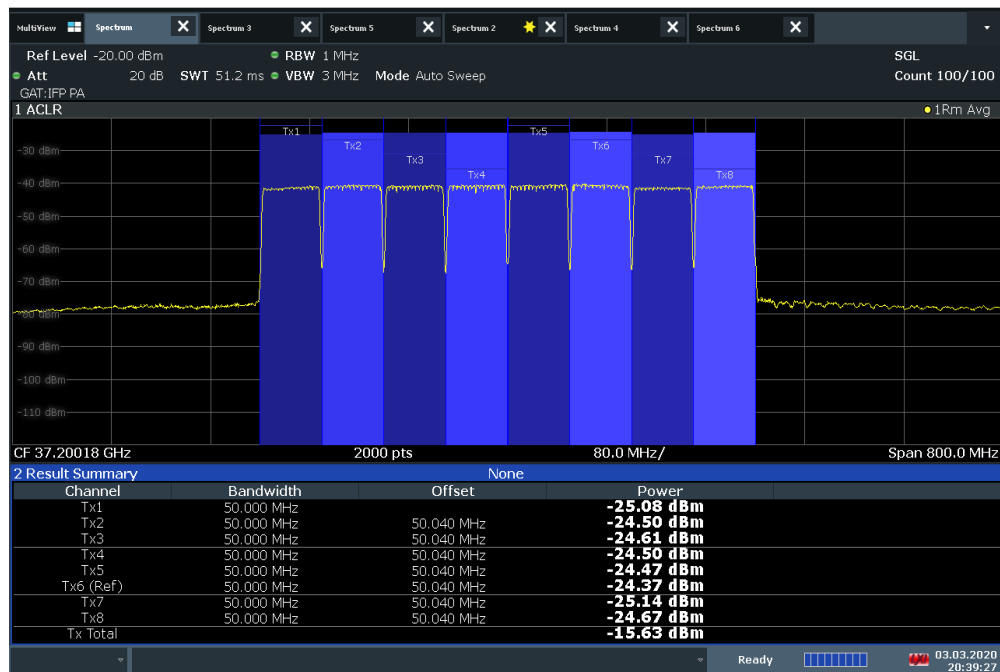 MultiView Spectrum Spectrum 3 Spectrum 5 Spectrum 2 Spectrum 4 Spectrum 6
Ref Level -20.00 dBm RBW 1 MHz SGL
Att 20 dB SWT 51.2 ms VBW 3 MHz Mode Auto Sweep Count 100/100
GAT:IFP PA
1 ACLR 1Rm Avg
Tx1 Tx5
Tx2 Tx6
-30 dBm
Tx3 Tx7
Tx4 Tx8
-40 dBm
-50 dBm
-60 dBm
-70 dBm
-80 dBm
-90 dBm
-100 dBm
-110 dBm
CF 37.20018 GHz 2000 pts 80.0 MHz/ Span 800.0 MHz
2 Result Summary None
Channel Bandwidth Offset Power
Tx1 50.000 MHz -25.08 dBm
Tx2 50.000 MHz 50.040 MHz -24.50 dBm
Tx3 50.000 MHz 50.040 MHz -24.61 dBm
Tx4 50.000 MHz 50.040 MHz -24.50 dBm
Tx5 50.000 MHz 50.040 MHz -24.47 dBm
Tx6 (Ref) 50.000 MHz 50.040 MHz -24.37 dBm
Tx7 50.000 MHz 50.040 MHz -25.14 dBm
Tx8 50.000 MHz 50.040 MHz -24.67 dBm
Tx Total -15.63 dBm
Ready 03.03.2020
20:39:27